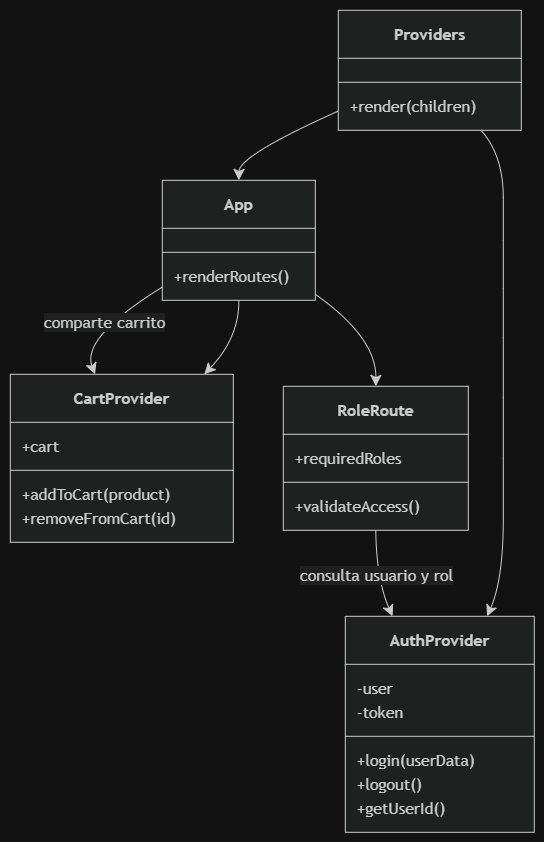 Providers
+render(children)
App
+renderRoutes()
comparte carrito
CartProvider
+cart
+addToCart(product)
+removeFromCart(id)
RoleRoute
+requiredRoles
+validateAccess()
consulta usuario y rol
AuthProvider
-user
-token
+login(userData)
+logout()
+getUserId()